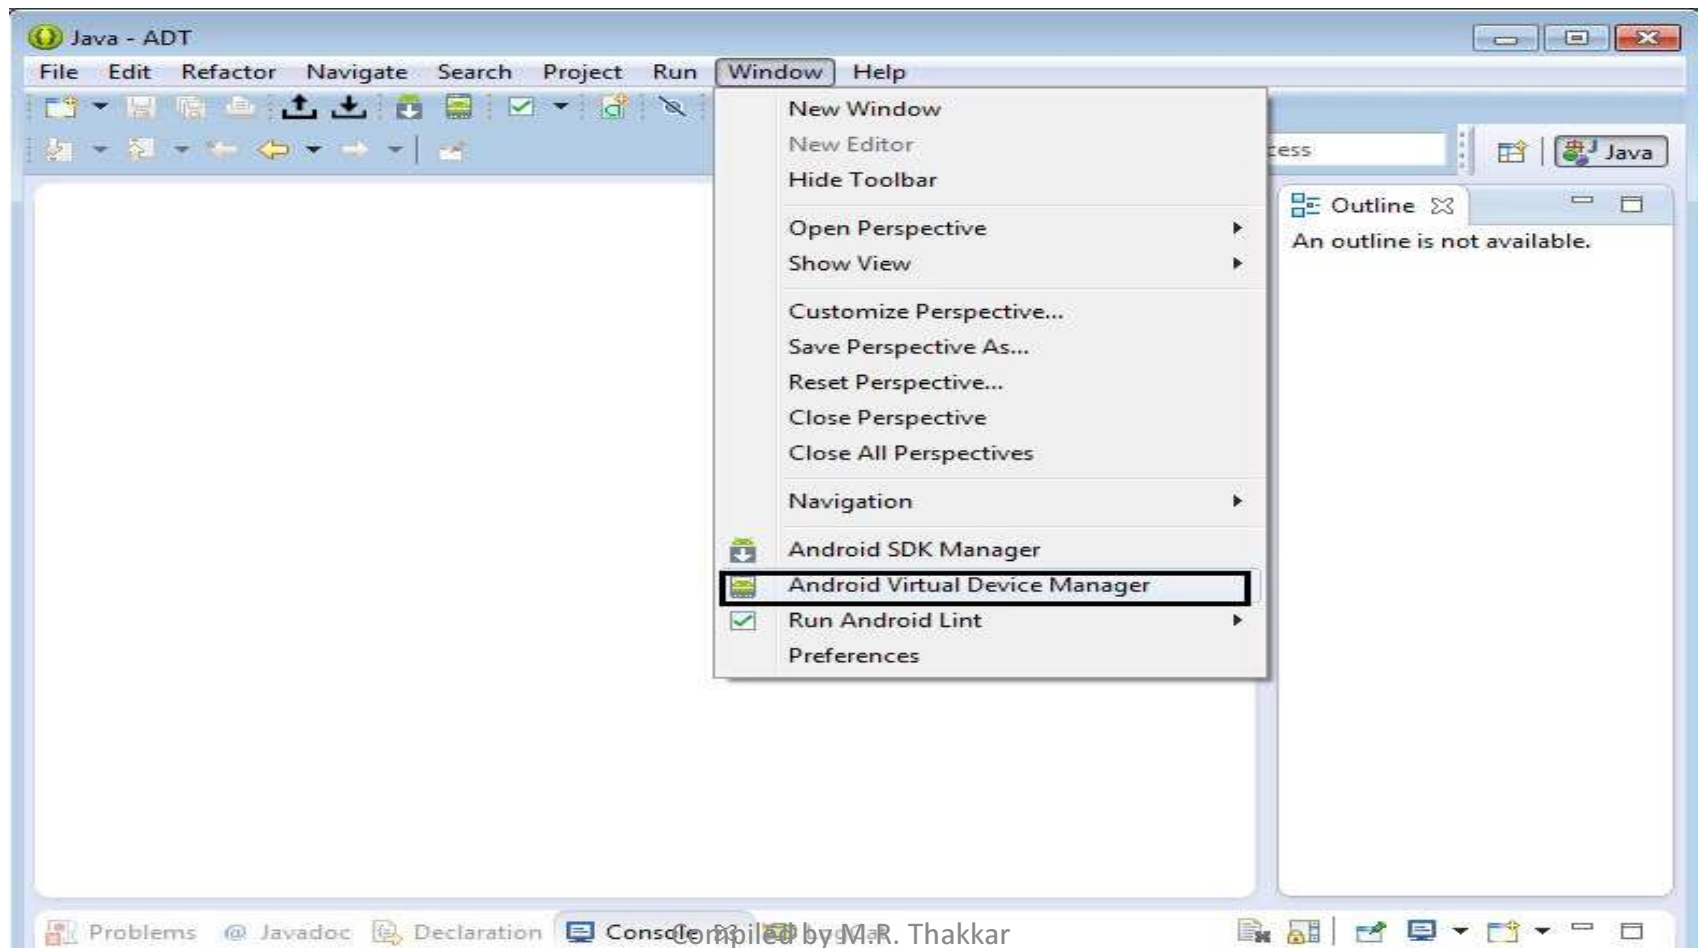 Java - ADT
File Edit Refactor Navigate Search Project Run Window Help
New Window
New Editor
Hide Toolbar
Open Perspective
Show View
Customize Perspective...
Save Perspective As...
Reset Perspective...
Close Perspective
Close All Perspectives
Navigation
Android SDK Manager
Android Virtual Device Manager
Run Android Lint
Preferences
cess
Java
Outline
An outline is not available.
Problems @ Javadoc Declaration Console
Compiled by M.R. Thakkar